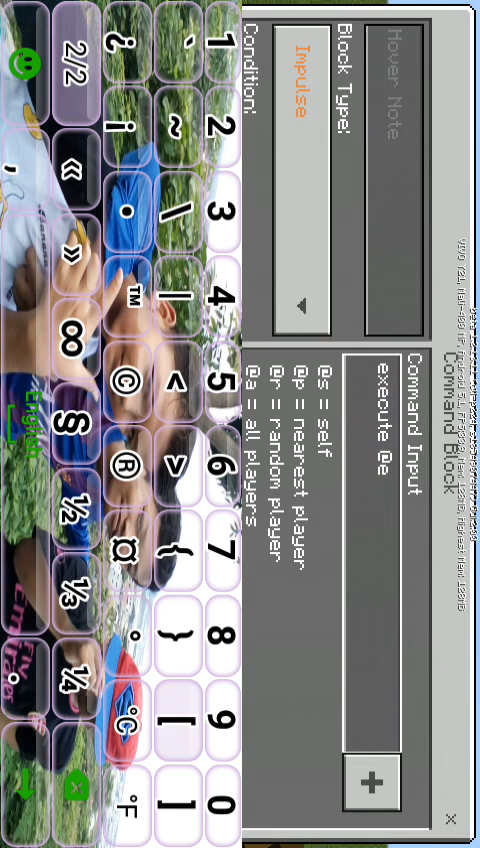 Command Block
Hover Note
Block Type:
Impulse
Condition:
Command Input
execute @e
+
@s = self
@p = nearest player
@r = random player
@a = all players
X
1 2 3 4 5 6 7 8 9 0
` ~ \ | < > { } [ ]
¿ ¡ • ™ © ® ¤ ° °C °F
2/2 « » ∞ § ½ ⅓ ¼
, English .